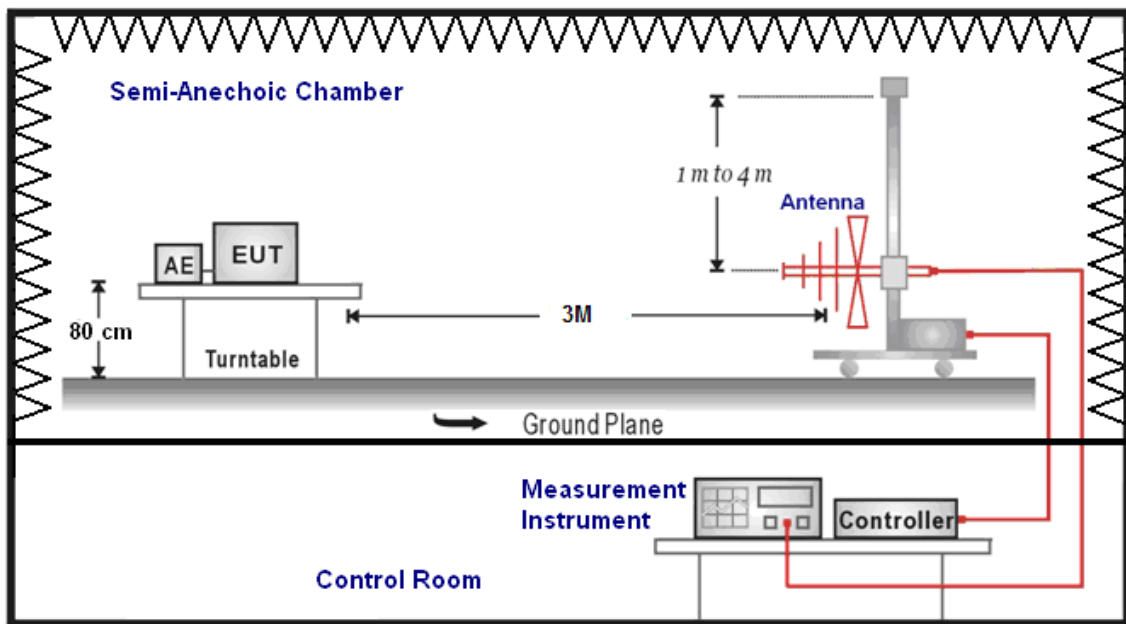 Semi-Anechoic Chamber
1 m to 4 m
Antenna
AE
EUT
80 cm
3M
Turntable
Ground Plane
Measurement
Instrument
Controller
Control Room